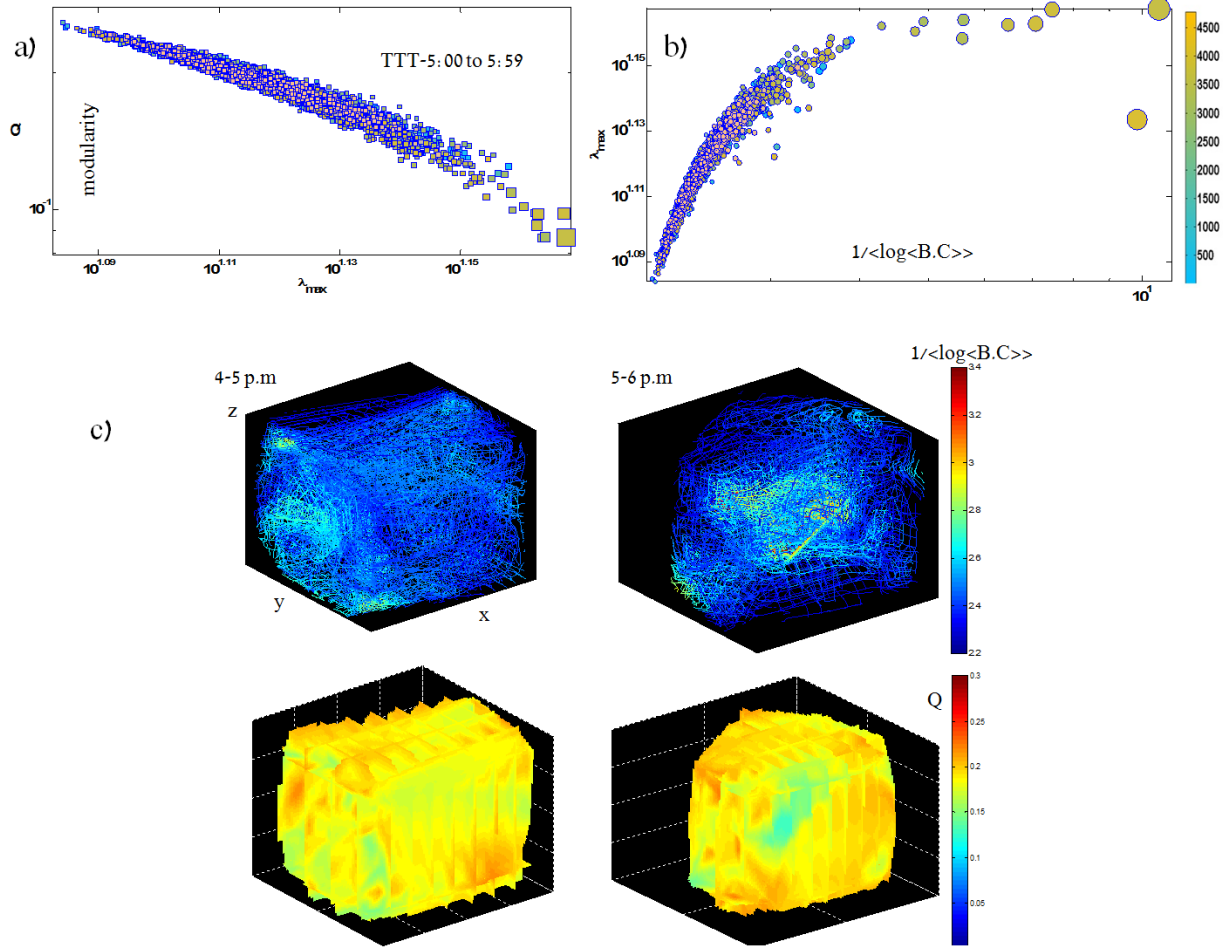 a)
TTT-5:00 to 5:59
modularity
Q
10^-1
10^1.09
10^1.11
10^1.13
10^1.15
λmax
b)
10^1.15
10^1.13
10^1.11
10^1.09
λmax
1/<log<B.C>>
10^1
4500
4000
3500
3000
2500
2000
1500
1000
500
c)
4-5 p.m
z
y
x
5-6 p.m
1/<log<B.C>>
3.4
3.2
3
2.8
2.6
2.4
2.2
Q
0.3
0.25
0.2
0.15
0.1
0.05